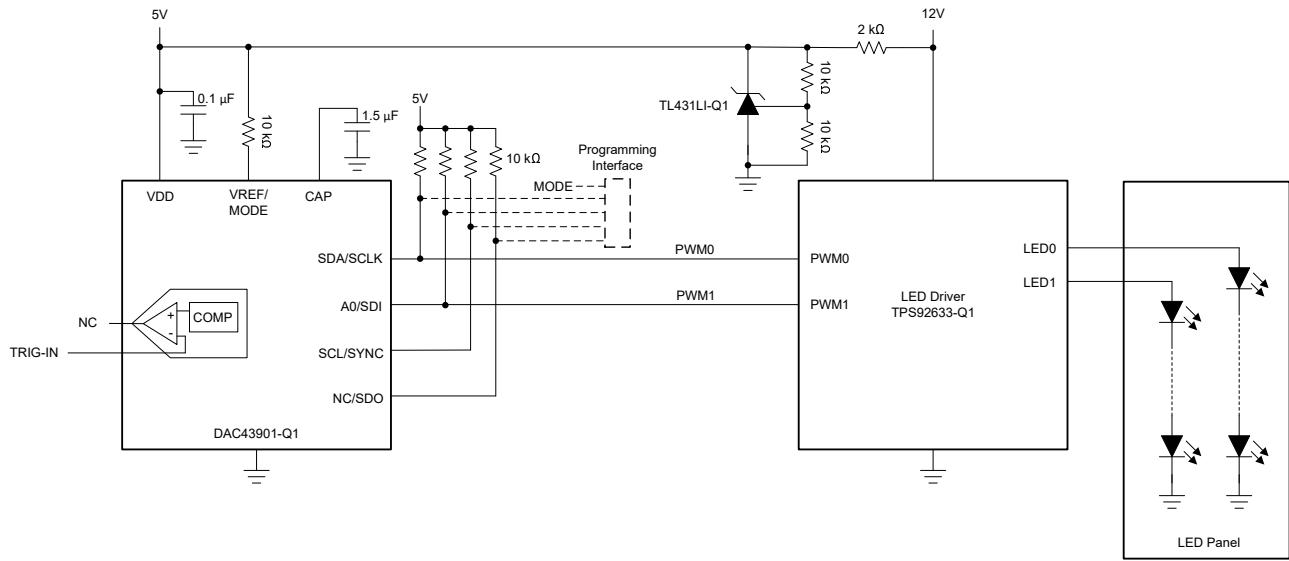 5V
12V
2 kΩ
0.1 µF
10 kΩ
1.5 µF
5V
10 kΩ
TL431LI-Q1
10 kΩ
10 kΩ
Programming
Interface
MODE
VDD
VREF/
MODE
CAP
SDA/SCLK
PWM0
PWM0
LED0
A0/SDI
PWM1
PWM1
LED1
LED Driver
TPS92633-Q1
NC
+
-
COMP
TRIG-IN
SCL/SYNC
NC/SDO
DAC43901-Q1
LED Panel